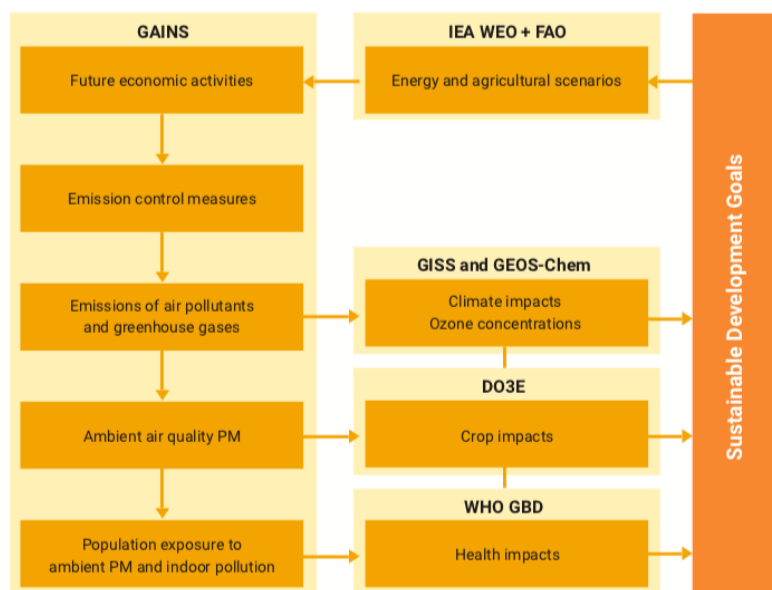 GAINS
Future economic activities
Emission control measures
Emissions of air pollutants
and greenhouse gases
Ambient air quality PM
Population exposure to
ambient PM and indoor pollution
IEA WEO + FAO
Energy and agricultural scenarios
GISS and GEOS-Chem
Climate impacts
Ozone concentrations
DO3E
Crop impacts
WHO GBD
Health impacts
Sustainable Development Goals